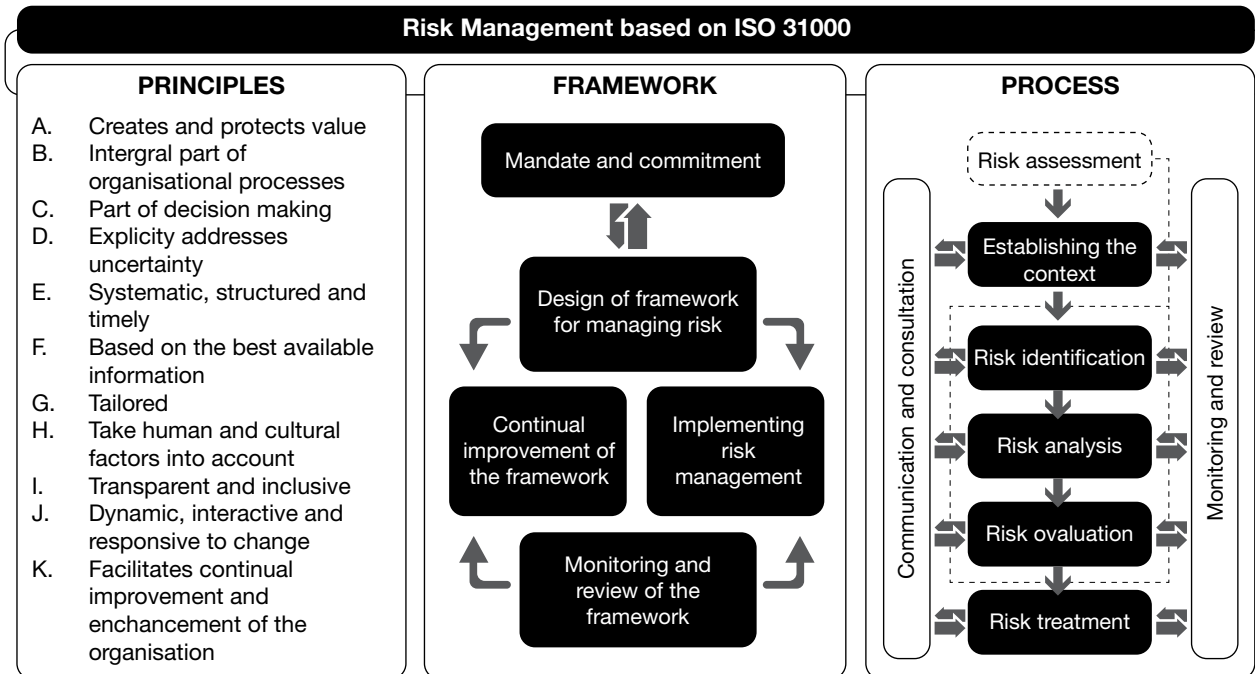 Risk Management based on ISO 31000
PRINCIPLES
A. Creates and protects value
B. Intergral part of
organisational processes
C. Part of decision making
D. Explicity addresses
uncertainty
E. Systematic, structured and
timely
F. Based on the best available
information
G. Tailored
H. Take human and cultural
factors into account
I. Transparent and inclusive
J. Dynamic, interactive and
responsive to change
K. Facilitates continual
improvement and
enchancement of the
organisation
FRAMEWORK
Mandate and commitment
Design of framework
for managing risk
Continual
improvement of
the framework
Implementing
risk
management
Monitoring and
review of the
framework
PROCESS
Risk assessment
Communication and consultation
Establishing the
context
Risk identification
Risk analysis
Risk ovaluation
Risk treatment
Monitoring and review